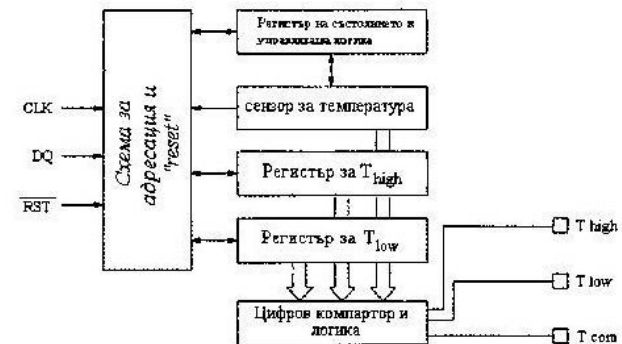 Регистър на състоянието и
управляваща логика
CLK
DQ
RST
Схема за
адресация и
"reset"
сензор за температура
Регистър за T high
Регистър за T low
Цифров компартор и
логика
T high
T low
T com